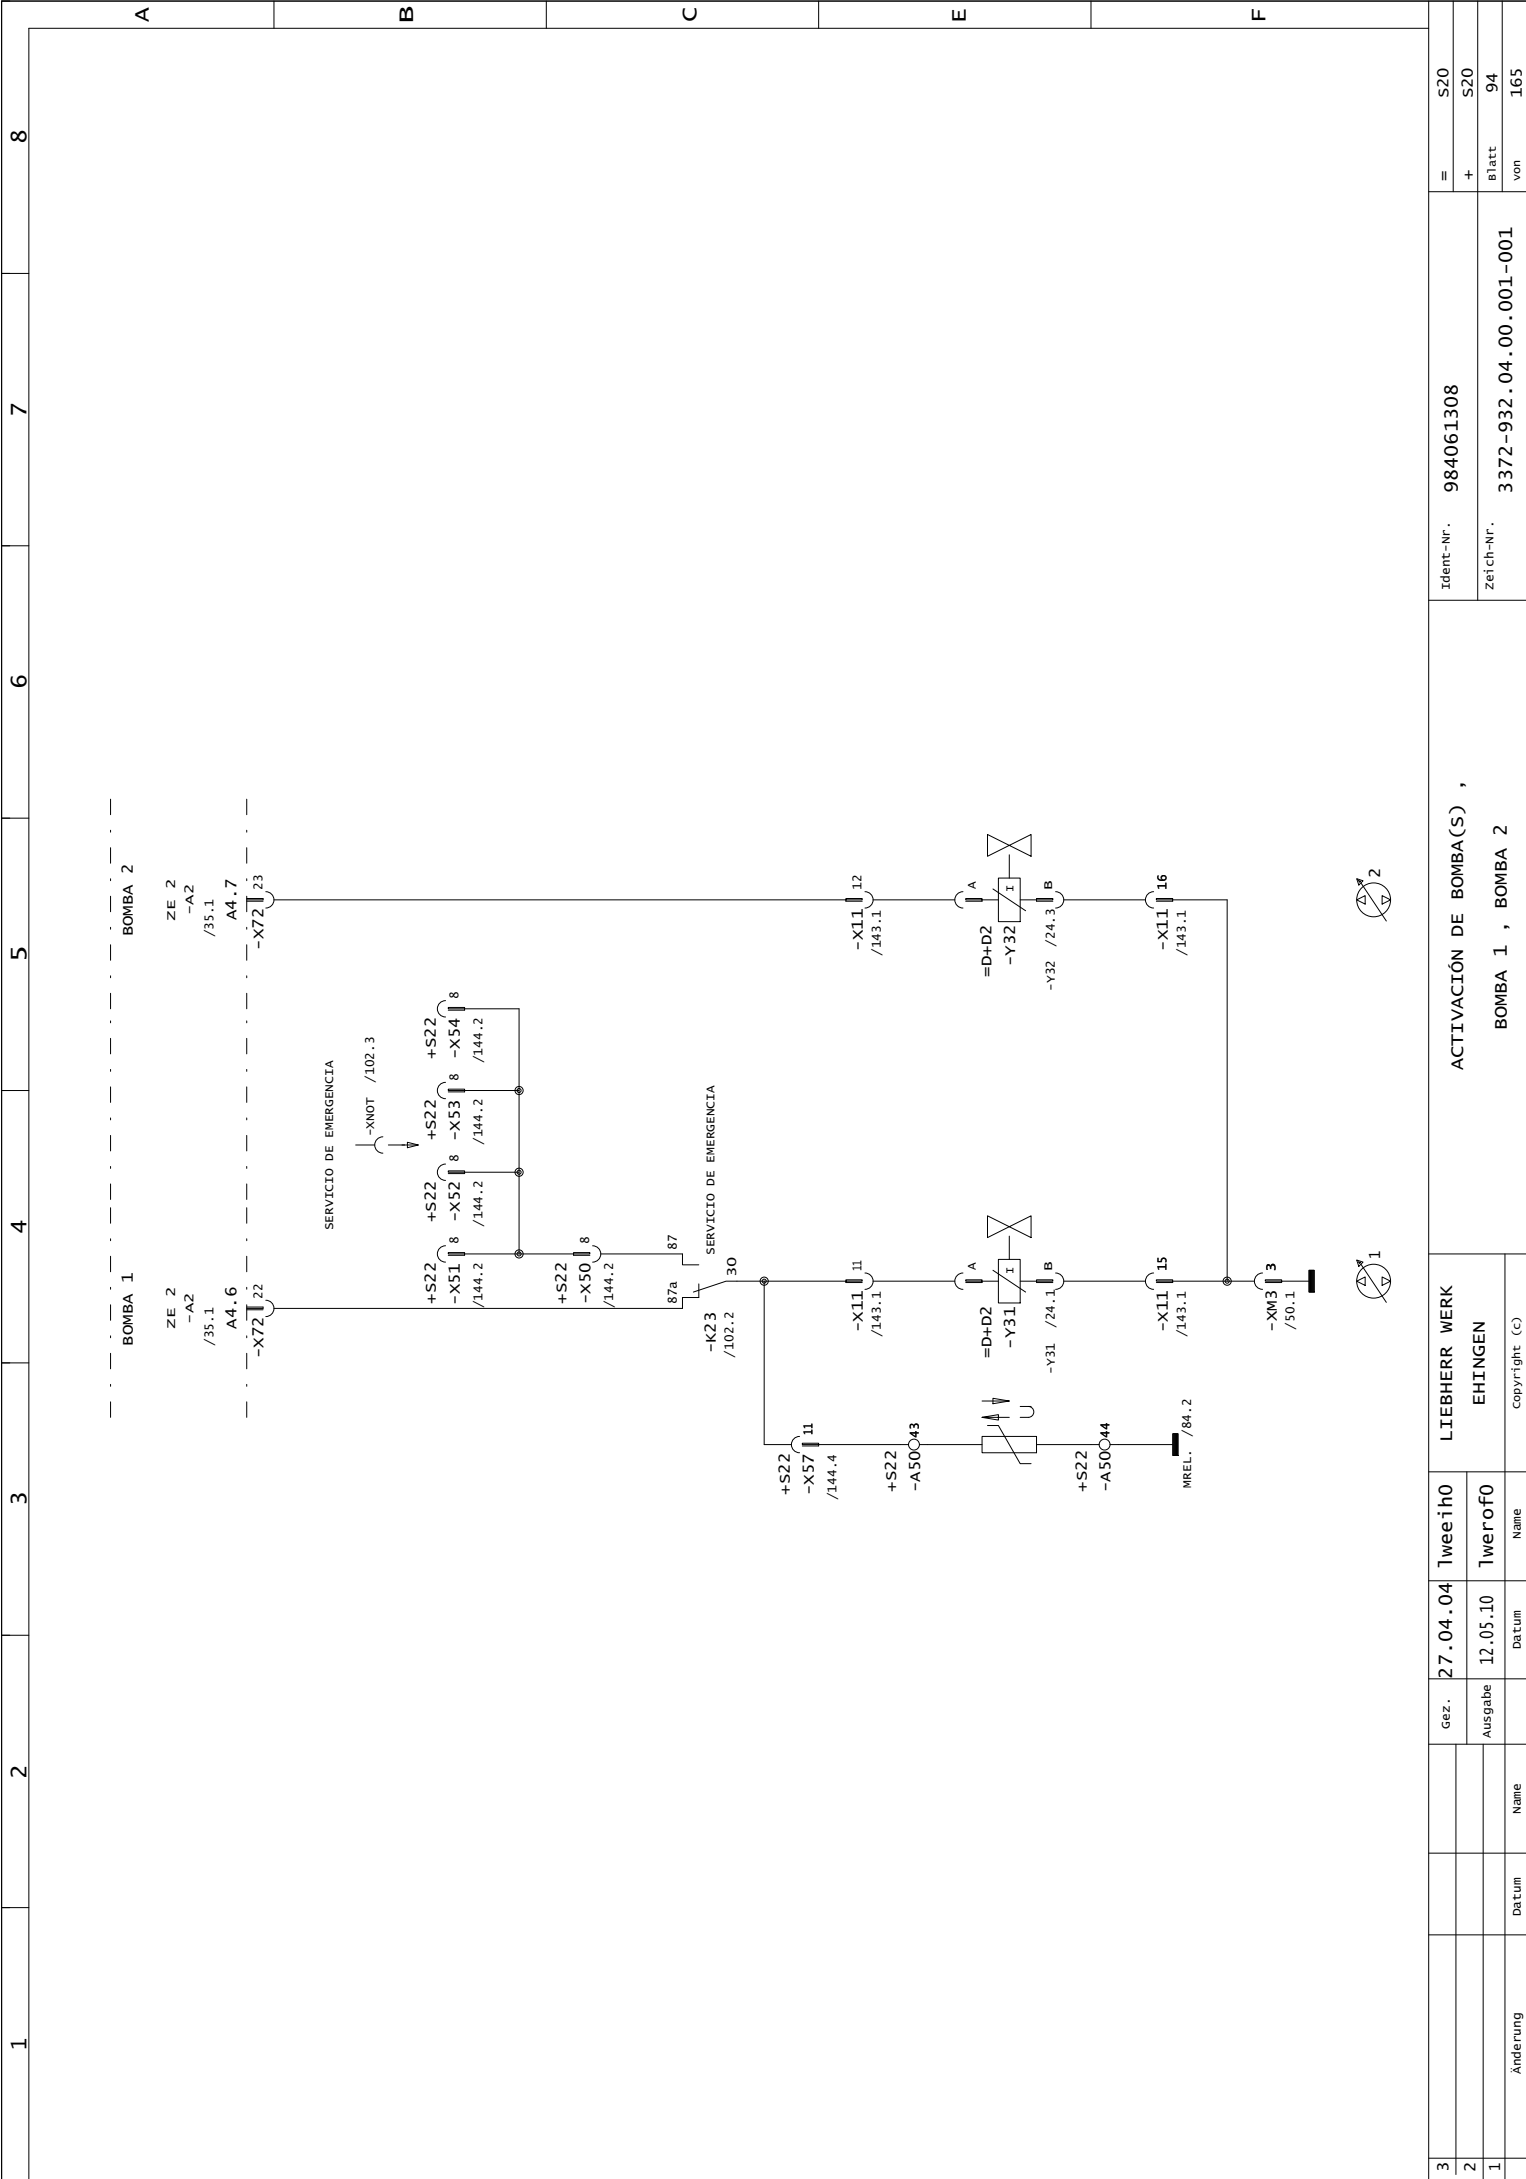 1 2 3 4 5 6 7 8
A
B
C
E
F
BOMBA 1
ZE 2
-A2
/35.1
A4.6
-X72 22
BOMBA 2
ZE 2
-A2
/35.1
A4.7
-X72 23
SERVICIO DE EMERGENCIA
-XNOT /102.3
+S22
-X51 8
/144.2
+S22
-X52 8
/144.2
+S22
-X53 8
/144.2
+S22
-X54 8
/144.2
+S22
-X50 8
/144.2
87a 87
-K23 30
/102.2
SERVICIO DE EMERGENCIA
+S22
-X57 11
/144.4
-X11 11
/143.1
-X11 12
/143.1
+S22
-A50 43
U
=D+D2
-Y31
A
I
B
-Y31 /24.1
=D+D2
-Y32
A
I
B
-Y32 /24.3
+S22
-A50 44
MREL. /84.2
-X11 15
/143.1
-X11 16
/143.1
-XM3 3
/50.1
1
2
3
2
1
Änderung Datum Name
Gez. 27.04.04 lweeih0
Ausgabe 12.05.10 lwerof0
Datum Name
LIEBHERR WERK
EHINGEN
Copyright (c)
ACTIVACIÓN DE BOMBA(S) ,
BOMBA 1 , BOMBA 2
Ident-Nr. 984061308
Zeich-Nr. 3372-932.04.00.001-001
= S20
+ S20
Blatt 94
von 165